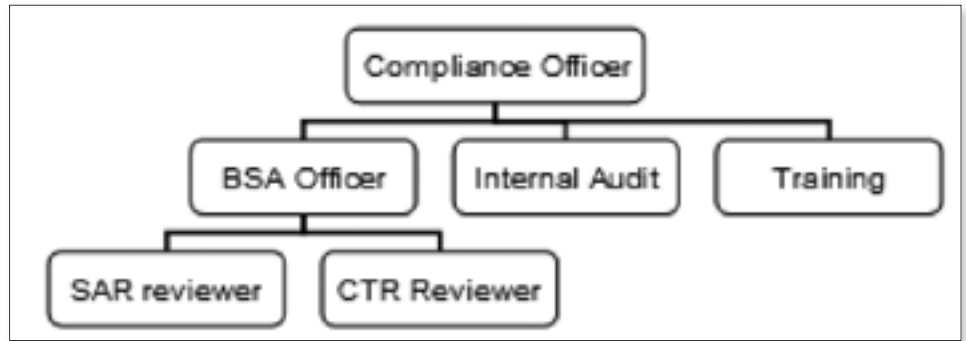 Compliance Officer
BSA Officer
Internal Audit
Training
SAR reviewer
CTR Reviewer